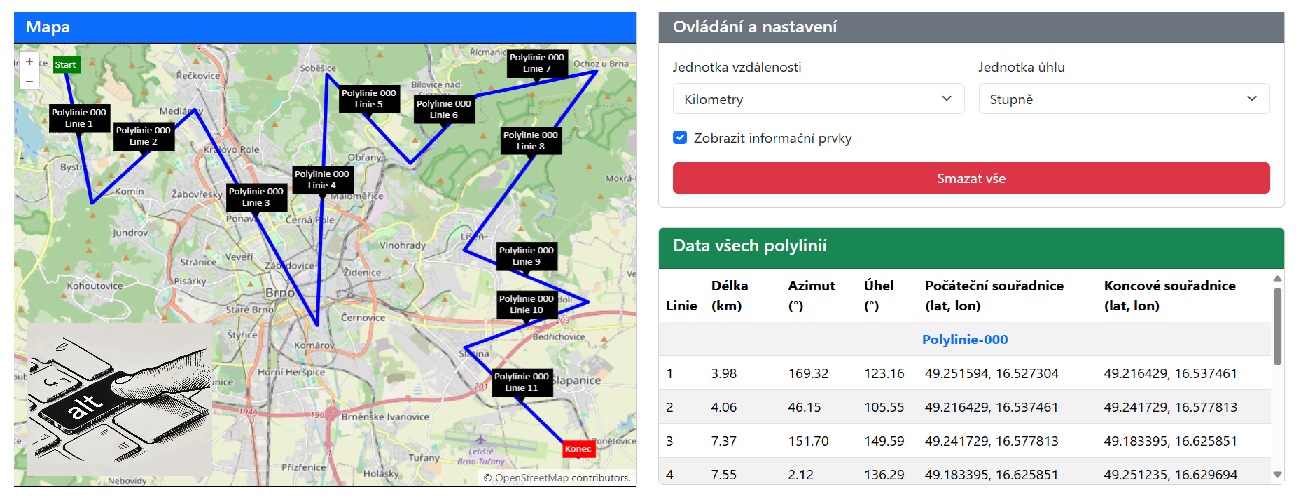 Mapa
+
−
Start
Řečkovice
Soběšice
Polylinie 000
Linie 7
Ochoz u Brna
Bílovice nad
Polylinie 000
Linie 5
Polylinie 000
Linie 6
Polylinie 000
Linie 1
Medlánky
Polylinie 000
Linie 2
Polylinie 000
Linie 8
Královo Pole
Obřany
Bystr
Komín
Žabovřesky
Polylinie 000
Linie 3
Polylinie 000
Linie 4
Maloměřice
Mokrá-
Ponava
Černá Pole
Jundrov
Vinohrady
Líšeň
Stránice
Veveří
Zábrdovice
Židenice
Polylinie 000
Linie 9
Kohoutovice
Pisárky
Brno
Staré Brno
Černovice
Polylinie 000
Linie 10
Komárov
Bedřichovice
Slatina
Horní Heršpice
Polylinie 000
Linie 11
Šlapanice
Brněnské Ivanovice
alt
Konec
Ponětovice
Letiště
Brno-Tuřany
Tuřany
Přízřenice
Holásky
Nebovidy
© OpenStreetMap contributors.
Ovládání a nastavení
Jednotka vzdálenosti
Jednotka úhlu
Kilometry
Stupně
Zobrazit informační prvky
Smazat vše
Data všech polylinií
Linie Délka (km) Azimut (°) Úhel (°) Počáteční souřadnice (lat, lon) Koncové souřadnice (lat, lon)
Polylinie-000
1 3.98 169.32 123.16 49.251594, 16.527304 49.216429, 16.537461
2 4.06 46.15 105.55 49.216429, 16.537461 49.241729, 16.577813
3 7.37 151.70 149.59 49.241729, 16.577813 49.183395, 16.625851
4 7.55 2.12 136.29 49.183395, 16.625851 49.251235, 16.629694